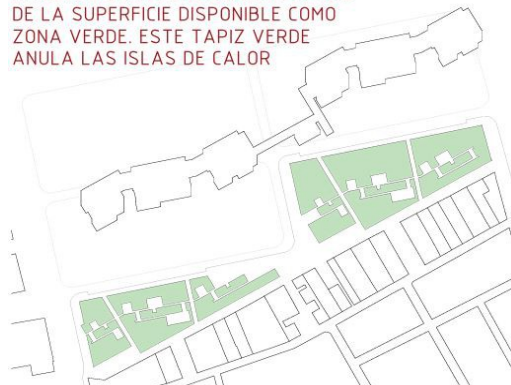 DE LA SUPERFICIE DISPONIBLE COMO
ZONA VERDE. ESTE TAPIZ VERDE
ANULA LAS ISLAS DE CALOR